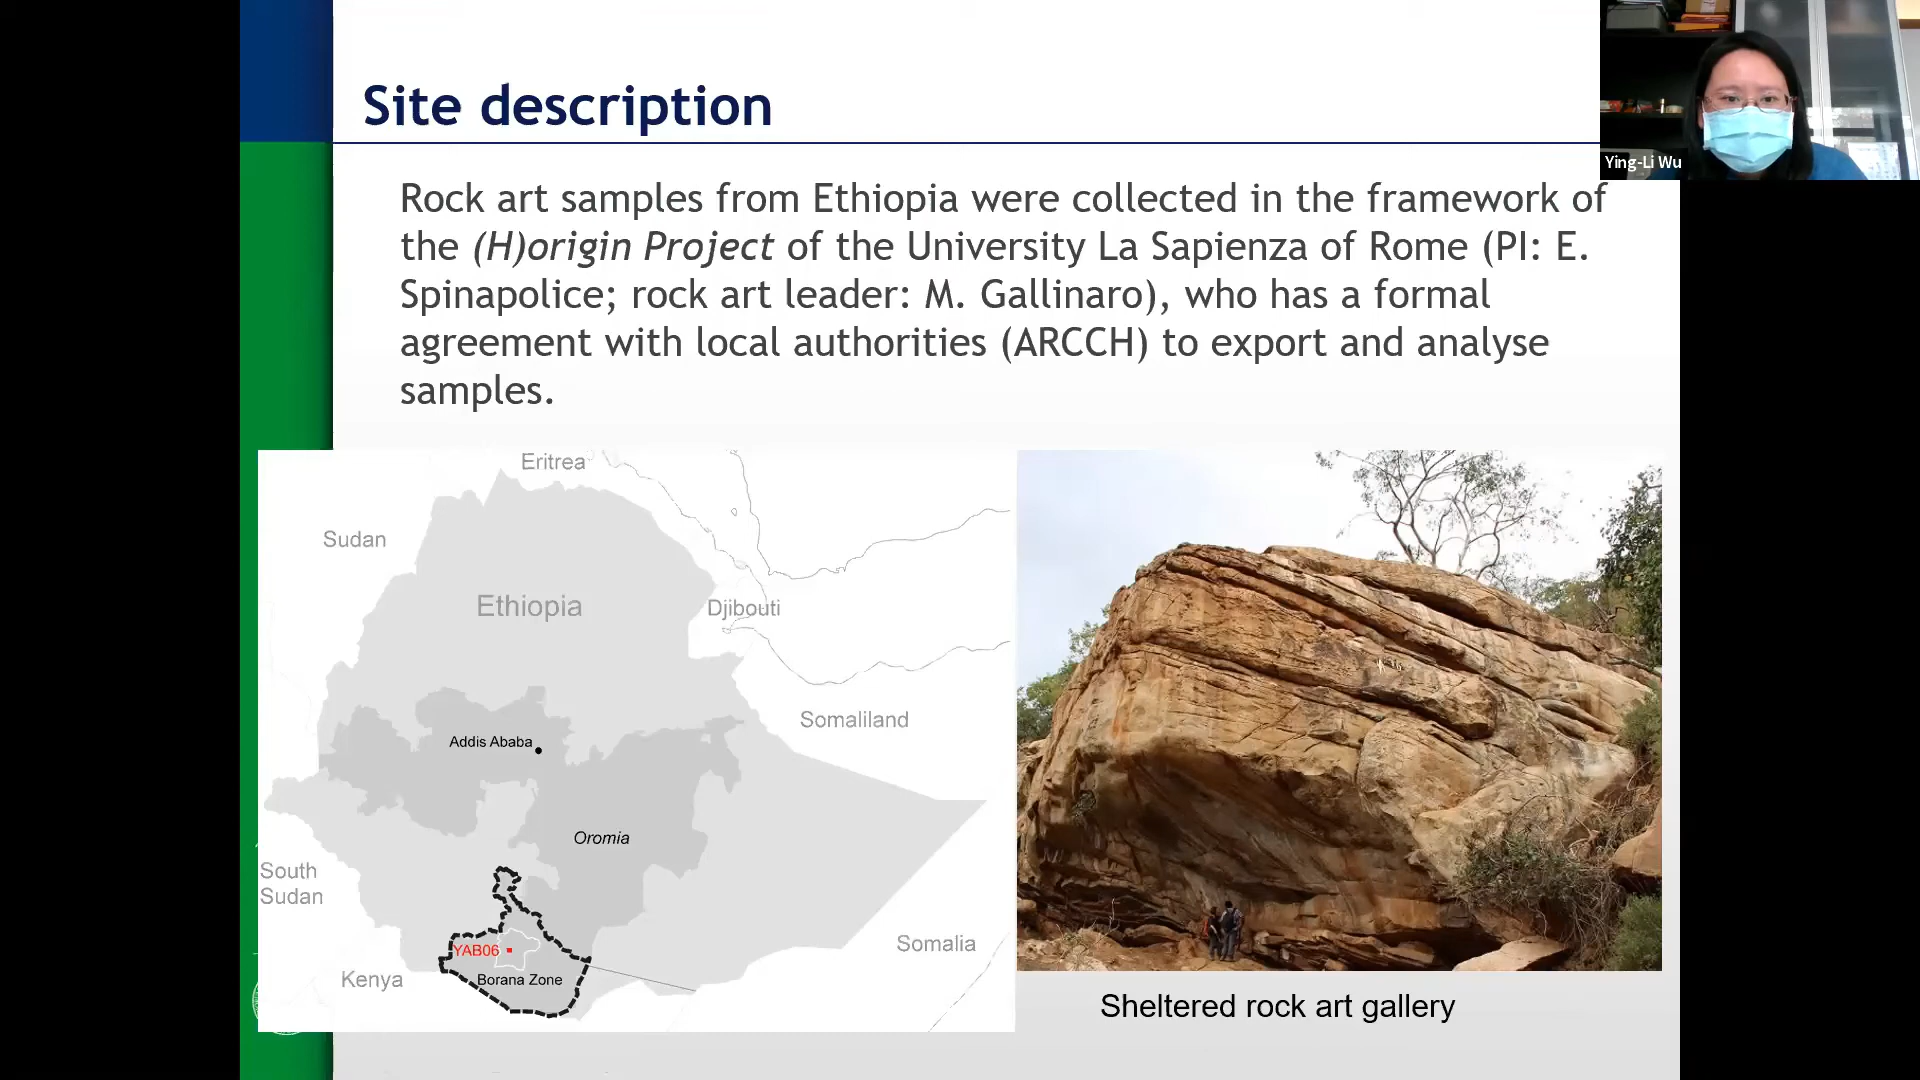 Site description
Ying-Li Wu
Rock art samples from Ethiopia were collected in the framework of
the (H)origin Project of the University La Sapienza of Rome (PI: E.
Spinapolice; rock art leader: M. Gallinaro), who has a formal
agreement with local authorities (ARCCH) to export and analyse
samples.
Eritrea
Sudan
Ethiopia
Djibouti
Somaliland
Addis Ababa
Oromia
South
Sudan
YAB06
Somalia
Kenya
Borana Zone
Sheltered rock art gallery